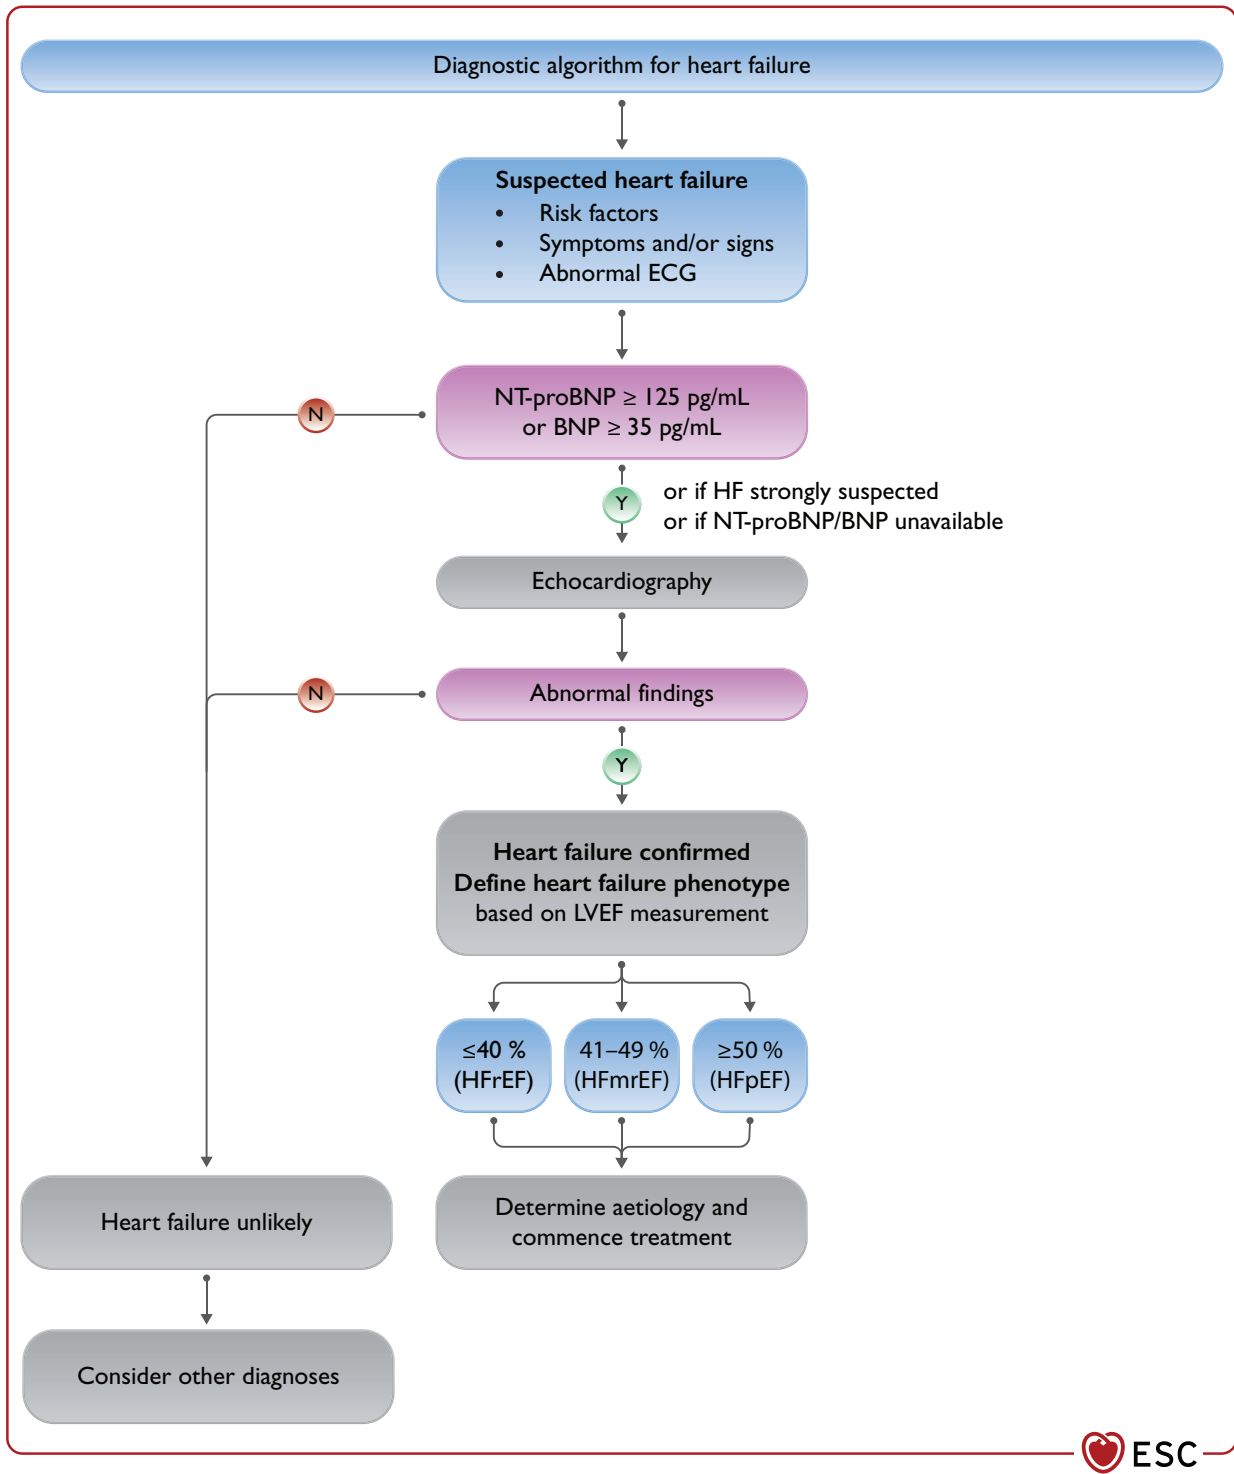 Diagnostic algorithm for heart failure
Suspected heart failure
• Risk factors
• Symptoms and/or signs
• Abnormal ECG
NT-proBNP ≥ 125 pg/mL
or BNP ≥ 35 pg/mL
N
Y
or if HF strongly suspected
or if NT-proBNP/BNP unavailable
Echocardiography
N
Abnormal findings
Y
Heart failure confirmed
Define heart failure phenotype
based on LVEF measurement
≤40 %
(HFrEF)
41–49 %
(HFmrEF)
≥50 %
(HFpEF)
Heart failure unlikely
Determine aetiology and
commence treatment
Consider other diagnoses
ESC